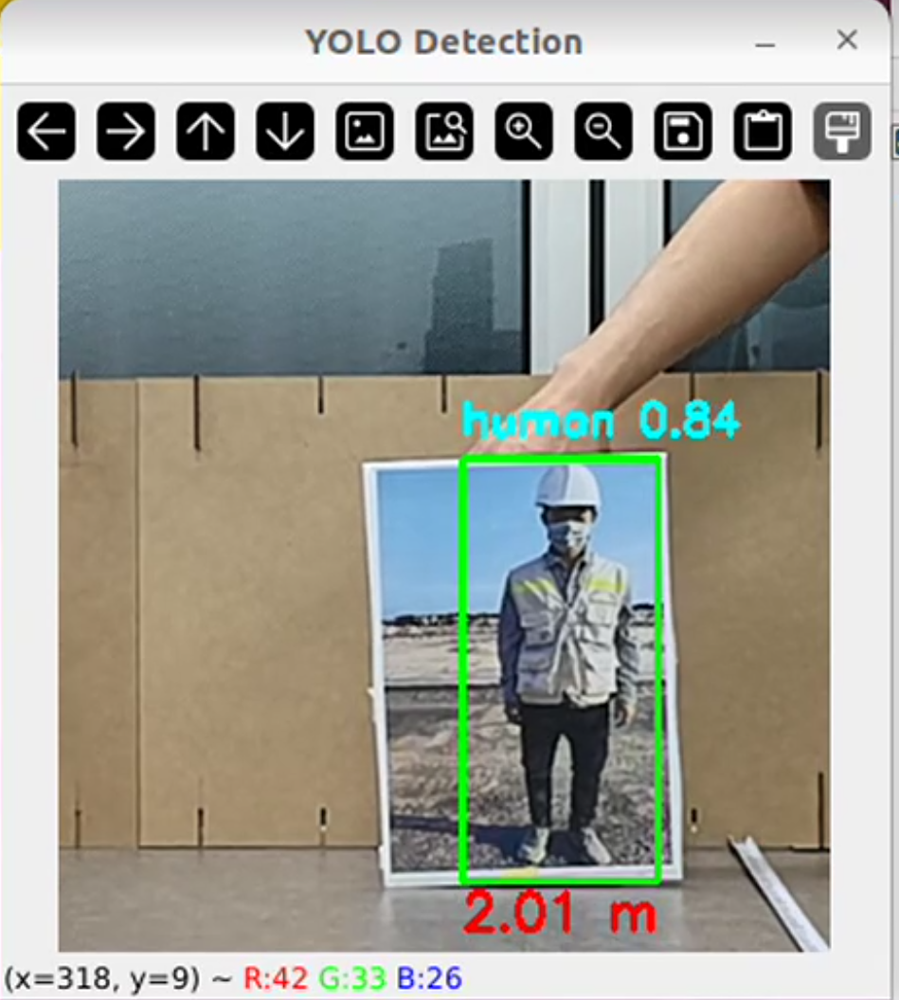 YOLO Detection
human 0.84
2.01 m
(x=318, y=9) ~ R:42 G:33 B:26